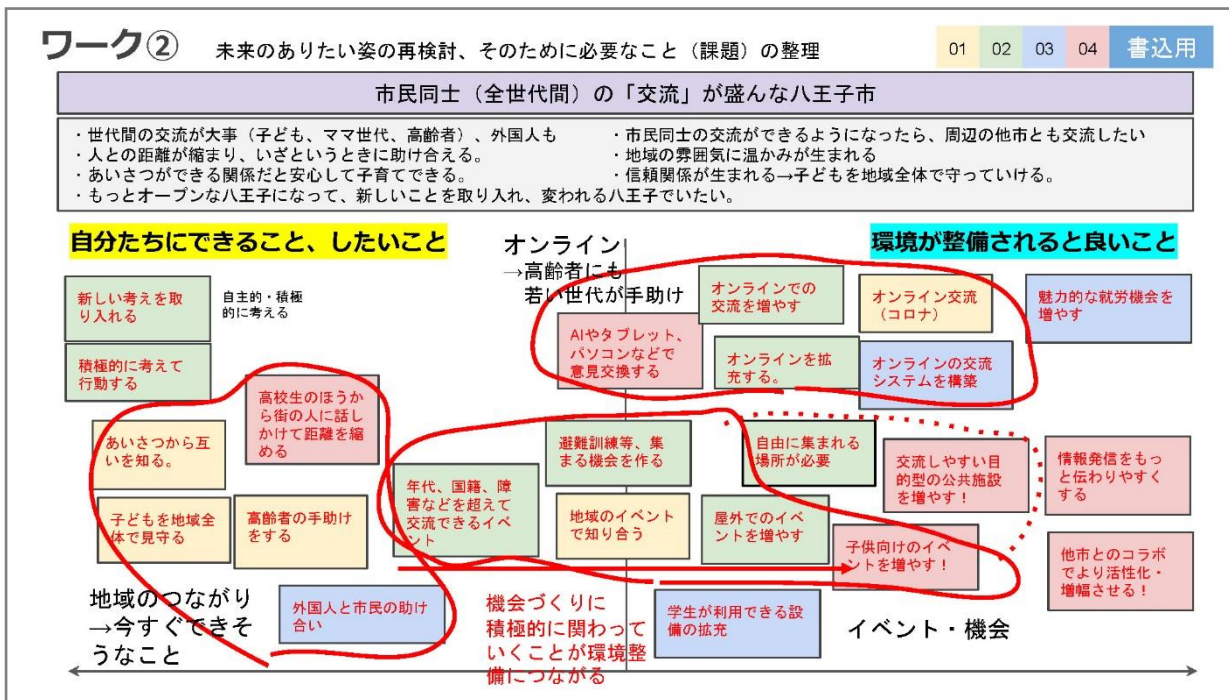 ワーク② 未来のありたい姿の再検討、そのために必要なこと（課題）の整理
01 02 03 04 書込用
市民同士（全世代間）の「交流」が盛んな八王子市
・世代間の交流が大事（子ども、ママ世代、高齢者）、外国人も
・人との距離が縮まり、いざというときに助け合える。
・あいさつができる関係だと安心して子育てできる。
・もっとオープンな八王子になって、新しいことを取り入れ、変われる八王子でいたい。
・市民同士の交流ができるようになったら、周辺の他市とも交流したい
・地域の雰囲気に温かみが生まれる
・信頼関係が生まれる→子どもを地域全体で守っていける。
自分たちにできること、したいこと
オンライン
→高齢者にも
若い世代が手助け
環境が整備されると良いこと
新しい考えを取
り入れる
自主的・積極
的に考える
積極的に考えて
行動する
高校生のほうか
ら街の人に話し
かけて距離を縮
める
あいさつから互
いを知る。
子どもを地域全
体で見守る
高齢者の手助け
をする
外国人と市民の助け
合い
地域のつながり
→今すぐできそ
うなこと
AIやタブレット、
パソコンなどで
意見交換する
オンラインでの
交流を増やす
オンライン交流
（コロナ）
魅力的な就労機会を
増やす
オンラインを拡
充する。
オンラインの交流
システムを構築
年代、国籍、障
害などを超えて
交流できるイベ
ント
避難訓練等、集
まる機会を作る
地域のイベント
で知り合う
自由に集まれる
場所が必要
屋外でのイベン
トを増やす
交流しやすい目
的型の公共施設
を増やす！
子供向けのイベ
ントを増やす！
情報発信をもっ
と伝わりやすく
する
他市とのコラボ
でより活性化・
増幅させる！
機会づくりに
積極的に関わって
いくことが環境整
備につながる
学生が利用できる設
備の拡充
イベント・機会